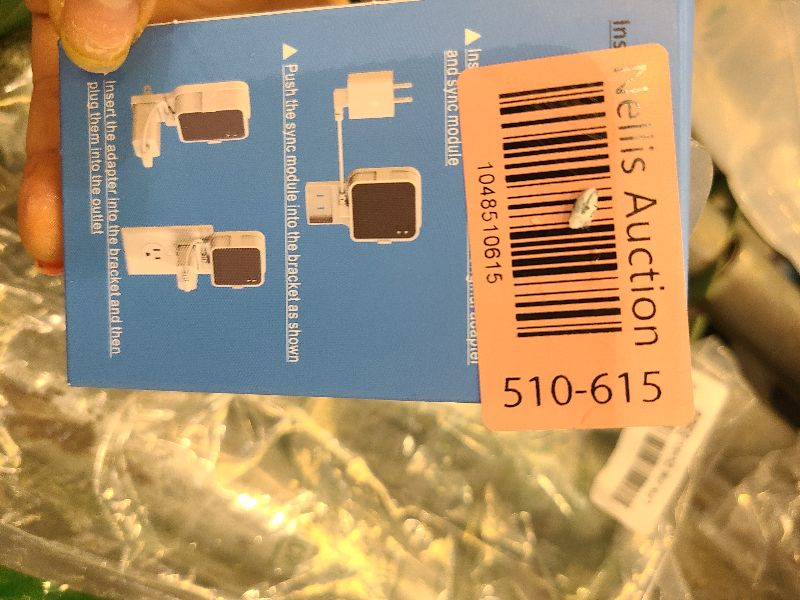 Nellis Auction
1048510615
510-615
and sync module
adapter
▲ Push the sync module into the bracket as shown
Insert the adapter into the bracket and then
plug them into the outlet